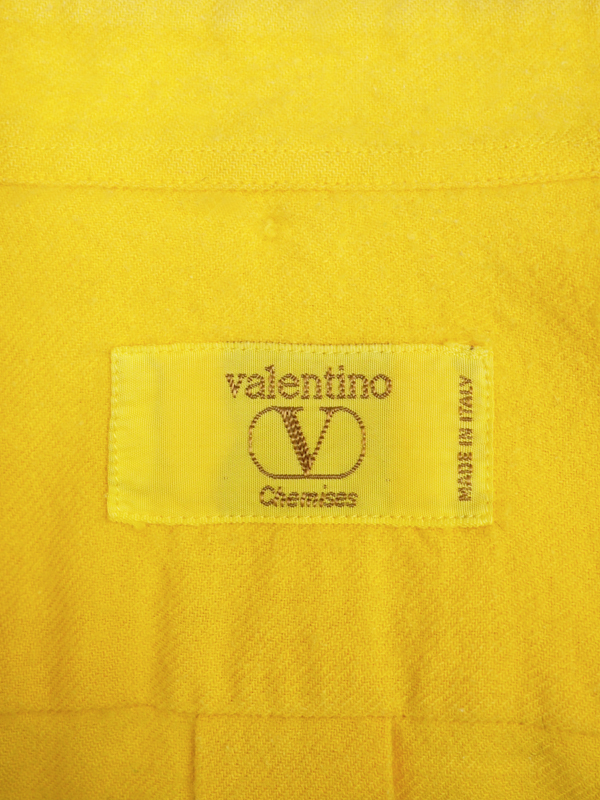 valentino
V
Chemises
MADE IN ITALY